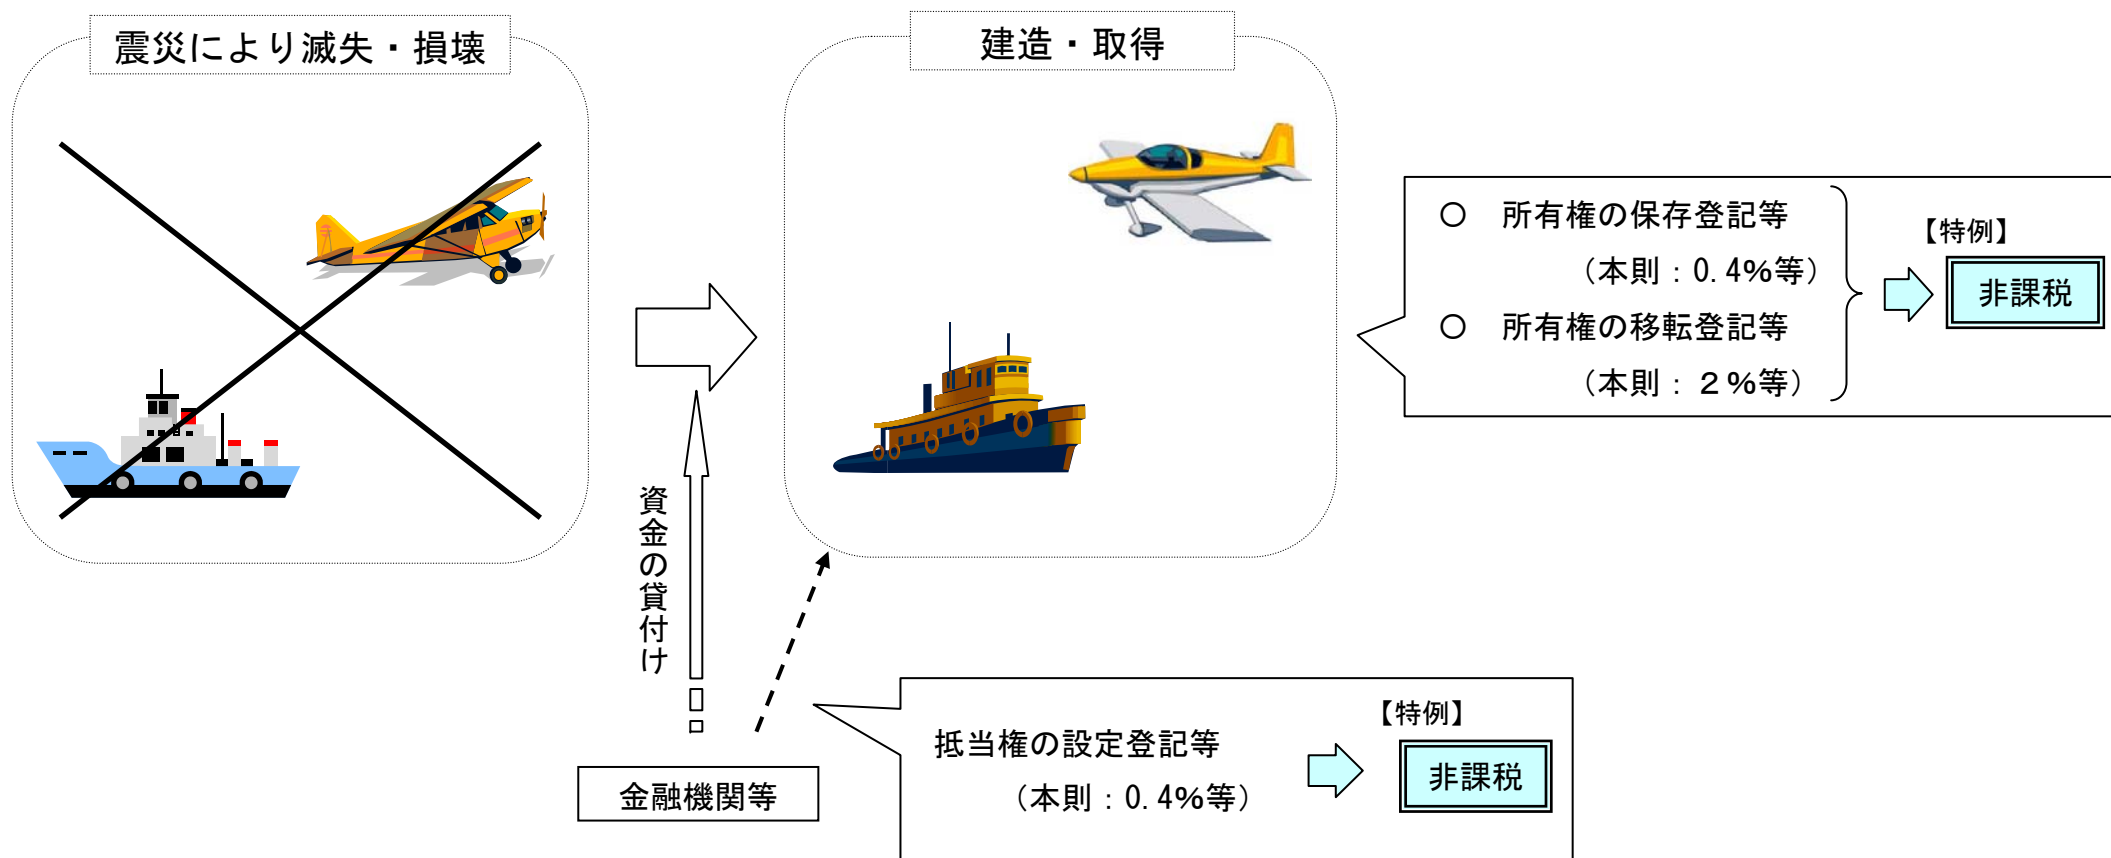 震災により滅失・損壊
建造・取得
○　所有権の保存登記等
（本則：0.4%等）
○　所有権の移転登記等
（本則：２％等）
【特例】
非課税
資金の貸付け
金融機関等
抵当権の設定登記等
（本則：0.4%等）
【特例】
非課税